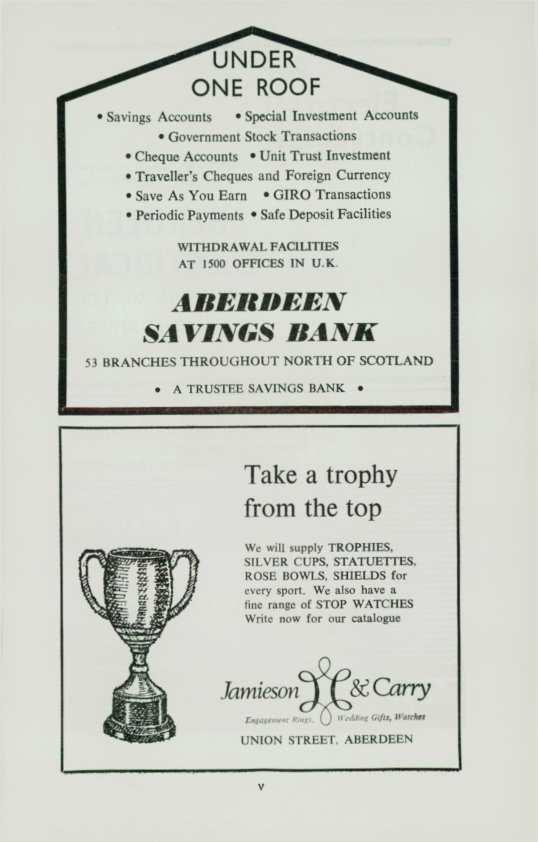 UNDER
ONE ROOF
• Savings Accounts • Special Investment Accounts
• Government Stock Transactions
• Cheque Accounts • Unit Trust Investment
• Traveller's Cheques and Foreign Currency
• Save As You Earn • GIRO Transactions
• Periodic Payments • Safe Deposit Facilities
WITHDRAWAL FACILITIES
AT 1500 OFFICES IN U.K.
ABERDEEN
SAVINGS BANK
53 BRANCHES THROUGHOUT NORTH OF SCOTLAND
• A TRUSTEE SAVINGS BANK •
Take a trophy
from the top
We will supply TROPHIES,
SILVER CUPS, STATUETTES,
ROSE BOWLS, SHIELDS for
every sport. We also have a
fine range of STOP WATCHES
Write now for our catalogue
Jamieson & Carry
Engagement Rings, Wedding Gifts, Watches
UNION STREET, ABERDEEN
v